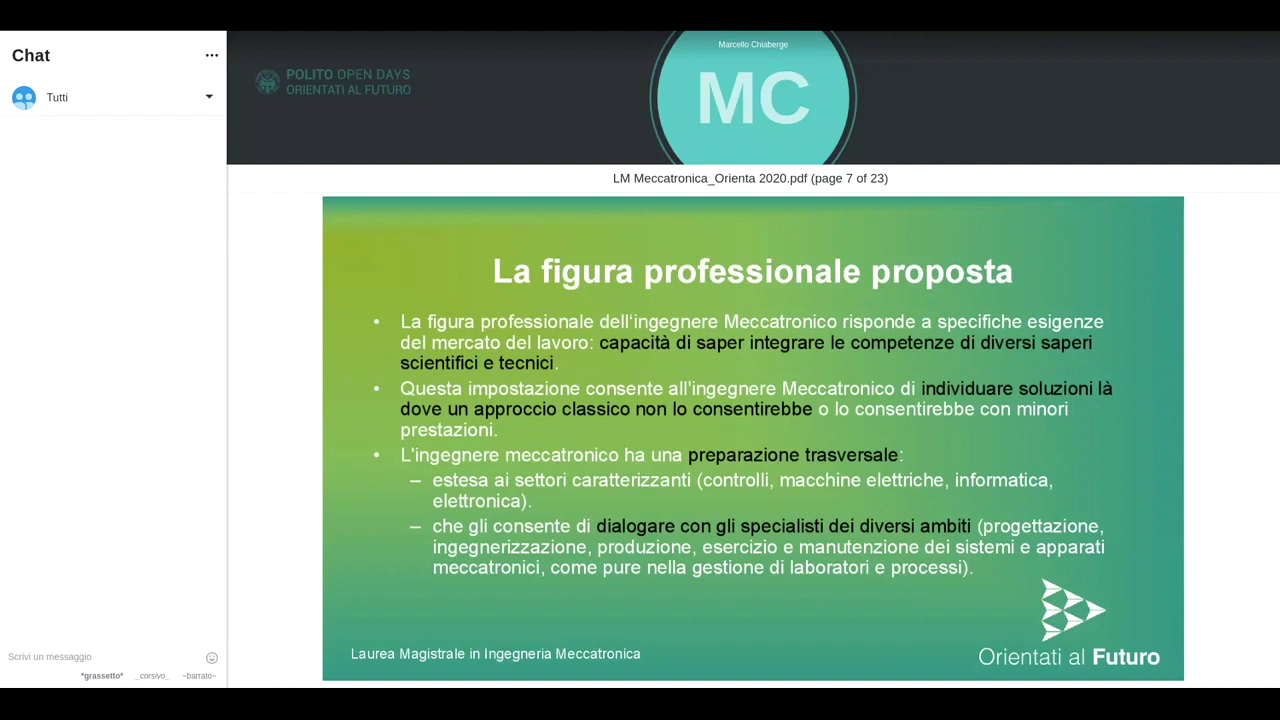 Chat
Tutti
Scrivi un messaggio
*grassetto* _corsivo_ ~barrato~
POLITO OPEN DAYS
ORIENTATI AL FUTURO
Marcello Chiaberge
MC
LM Meccatronica_Orienta 2020.pdf (page 7 of 23)
La figura professionale proposta
• La figura professionale dell'ingegnere Meccatronico risponde a specifiche esigenze
del mercato del lavoro: capacità di saper integrare le competenze di diversi saperi
scientifici e tecnici.
• Questa impostazione consente all'ingegnere Meccatronico di individuare soluzioni là
dove un approccio classico non lo consentirebbe o lo consentirebbe con minori
prestazioni.
• L'ingegnere meccatronico ha una preparazione trasversale:
– estesa ai settori caratterizzanti (controlli, macchine elettriche, informatica,
elettronica).
– che gli consente di dialogare con gli specialisti dei diversi ambiti (progettazione,
ingegnerizzazione, produzione, esercizio e manutenzione dei sistemi e apparati
meccatronici, come pure nella gestione di laboratori e processi).
Laurea Magistrale in Ingegneria Meccatronica
Orientati al Futuro